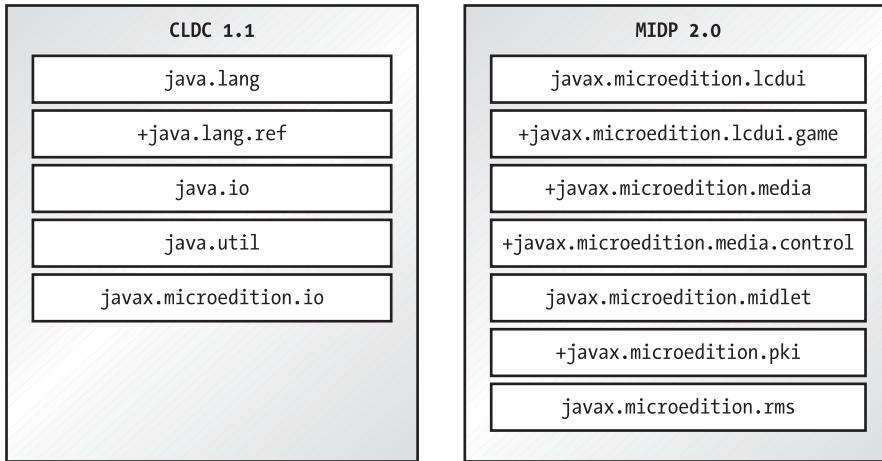 CLDC 1.1
java.lang
+java.lang.ref
java.io
java.util
javax.microedition.io
MIDP 2.0
javax.microedition.lcdui
+javax.microedition.lcdui.game
+javax.microedition.media
+javax.microedition.media.control
javax.microedition.midlet
+javax.microedition.pki
javax.microedition.rms